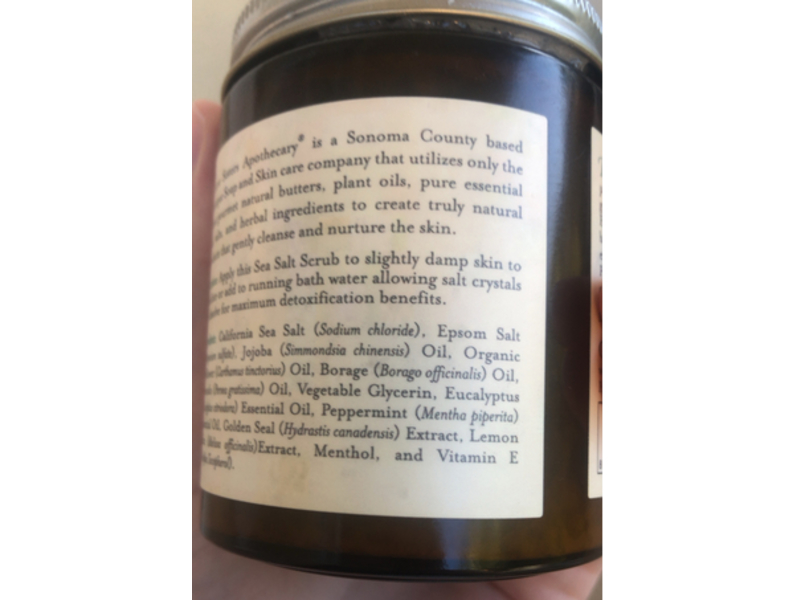 Apothecary® is a Sonoma County based
Soap and Skin care company that utilizes only the
natural butters, plant oils, pure essential
and herbal ingredients to create truly natural
that gently cleanse and nurture the skin.
Apply this Sea Salt Scrub to slightly damp skin to
or add to running bath water allowing salt crystals
for maximum detoxification benefits.
California Sea Salt (Sodium chloride), Epsom Salt
Jojoba (Simmondsia chinensis) Oil, Organic
(Carthamus tinctorius) Oil, Borage (Borago officinalis) Oil,
gratissima) Oil, Vegetable Glycerin, Eucalyptus
Essential Oil, Peppermint (Mentha piperita)
Oil, Golden Seal (Hydrastis canadensis) Extract, Lemon
officinalis)Extract, Menthol, and Vitamin E